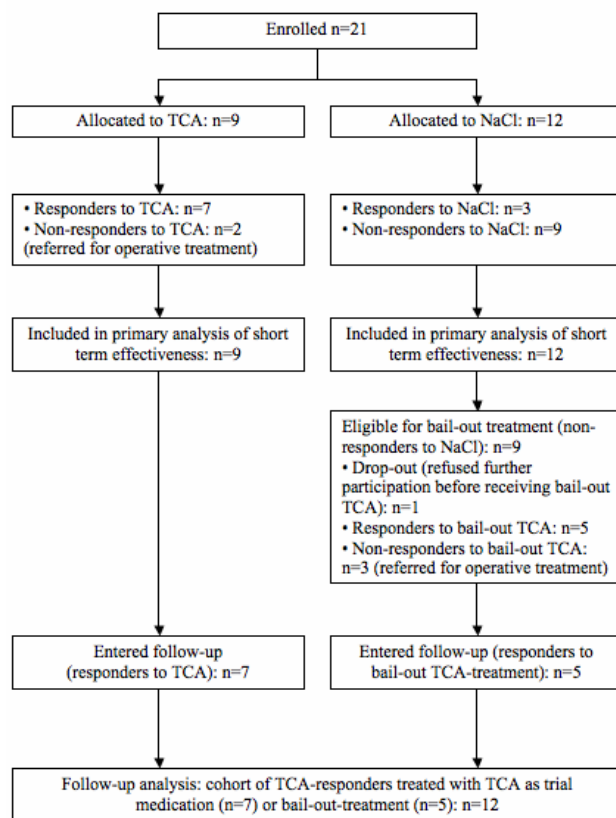 Enrolled n=21
Allocated to TCA: n=9
Allocated to NaCl: n=12
• Responders to TCA: n=7
• Non-responders to TCA: n=2
(referred for operative treatment)
• Responders to NaCl: n=3
• Non-responders to NaCl: n=9
Included in primary analysis of short
term effectiveness: n=9
Included in primary analysis of short
term effectiveness: n=12
Eligible for bail-out treatment (non-
responders to NaCl): n=9
• Drop-out (refused further
participation before receiving bail-out
TCA): n=1
• Responders to bail-out TCA: n=5
• Non-responders to bail-out TCA:
n=3 (referred for operative treatment)
Entered follow-up
(responders to TCA): n=7
Entered follow-up (responders to
bail-out TCA-treatment): n=5
Follow-up analysis: cohort of TCA-responders treated with TCA as trial
medication (n=7) or bail-out-treatment (n=5): n=12